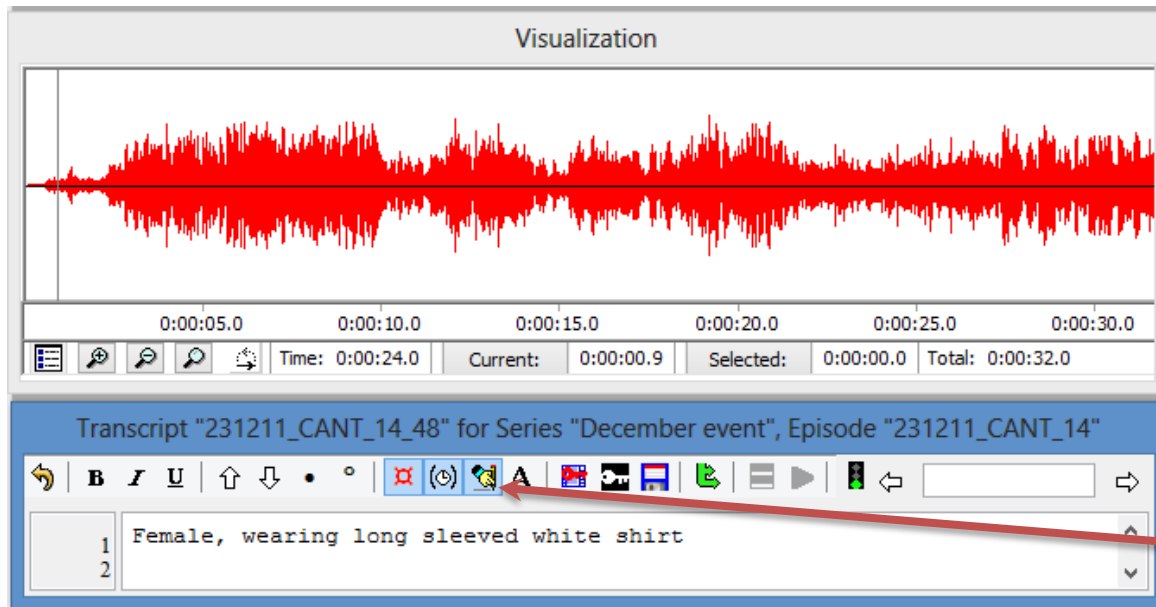 Visualization
0:00:05.0 0:00:10.0 0:00:15.0 0:00:20.0 0:00:25.0 0:00:30.0
Time: 0:00:24.0 Current: 0:00:00.9 Selected: 0:00:00.0 Total: 0:00:32.0
Transcript "231211_CANT_14_48" for Series "December event", Episode "231211_CANT_14"
B I U A
1 Female, wearing long sleeved white shirt
2